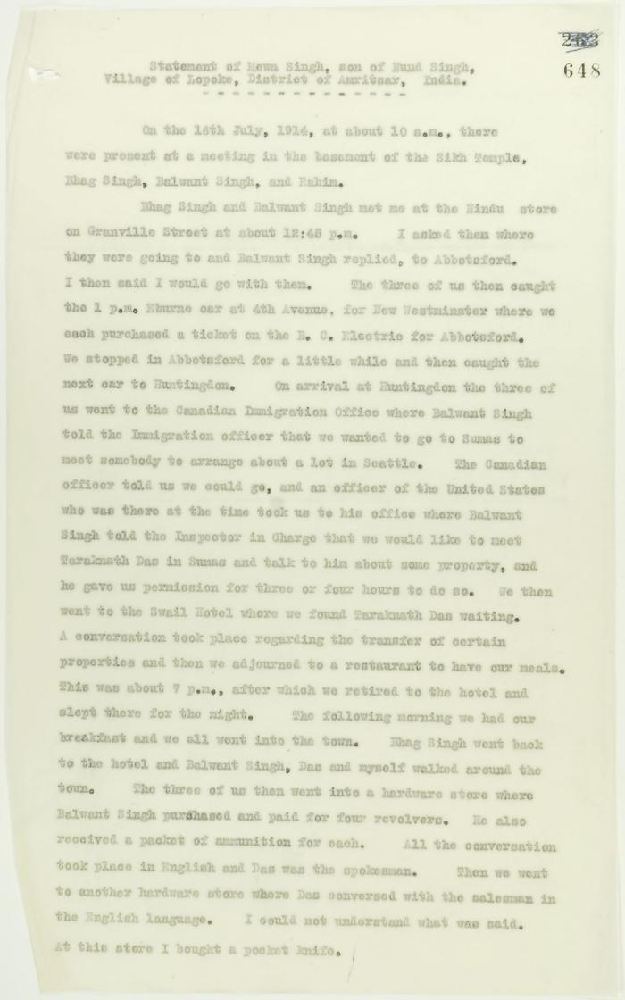 263
648
Statement of Mewa Singh, son of Nund Singh,
Village of Lopoke, District of Amritsar, India.
- - - - - - - - - - - - - -
On the 16th July, 1914, at about 10 a.m., there
were present at a meeting in the basement of the Sikh Temple,
Bhag Singh, Balwant Singh, and Rahim.
Bhag Singh and Balwant Singh met me at the Hindu store
on Granville Street at about 12:45 p.m. I asked them where
they were going to and Balwant Singh replied, to Abbotsford.
I then said I would go with them. The three of us then caught
the 1 p.m. Eburne car at 4th Avenue, for New Westminster where we
each purchased a ticket on the B. C. Electric for Abbotsford.
We stopped in Abbotsford for a little while and then caught the
next car to Huntingdon. On arrival at Huntingdon the three of
us went to the Canadian Immigration Office where Balwant Singh
told the Immigration officer that we wanted to go to Sumas to
meet somebody to arrange about a lot in Seattle. The Canadian
officer told us we could go, and an officer of the United States
who was there at the time took us to his office where Balwant
Singh told the Inspector in Charge that we would like to meet
Taraknath Das in Sumas and talk to him about some property, and
he gave us permission for three or four hours to do so. We then
went to the Swail Hotel where we found Taraknath Das waiting.
A conversation took place regarding the transfer of certain
properties and then we adjourned to a restaurant to have our meals.
This was about 7 p.m., after which we retired to the hotel and
slept there for the night. The following morning we had our
breakfast and we all went into the town. Bhag Singh went back
to the hotel and Balwant Singh, Das and myself walked around the
town. The three of us then went into a hardware store where
Balwant Singh purchased and paid for four revolvers. He also
received a packet of ammunition for each. All the conversation
took place in English and Das was the spokesman. Then we went
to another hardware store where Das conversed with the salesman in
the English language. I could not understand what was said.
At this store I bought a pocket knife.